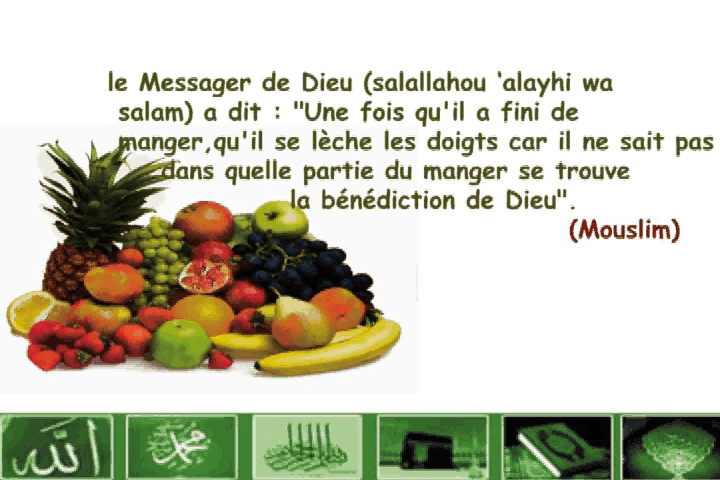 le Messager de Dieu (salallahou ‘alayhi wa
salam) a dit : "Une fois qu'il a fini de
manger,qu'il se lèche les doigts car il ne sait pas
dans quelle partie du manger se trouve
la bénédiction de Dieu".
(Mouslim)
الله
محمد